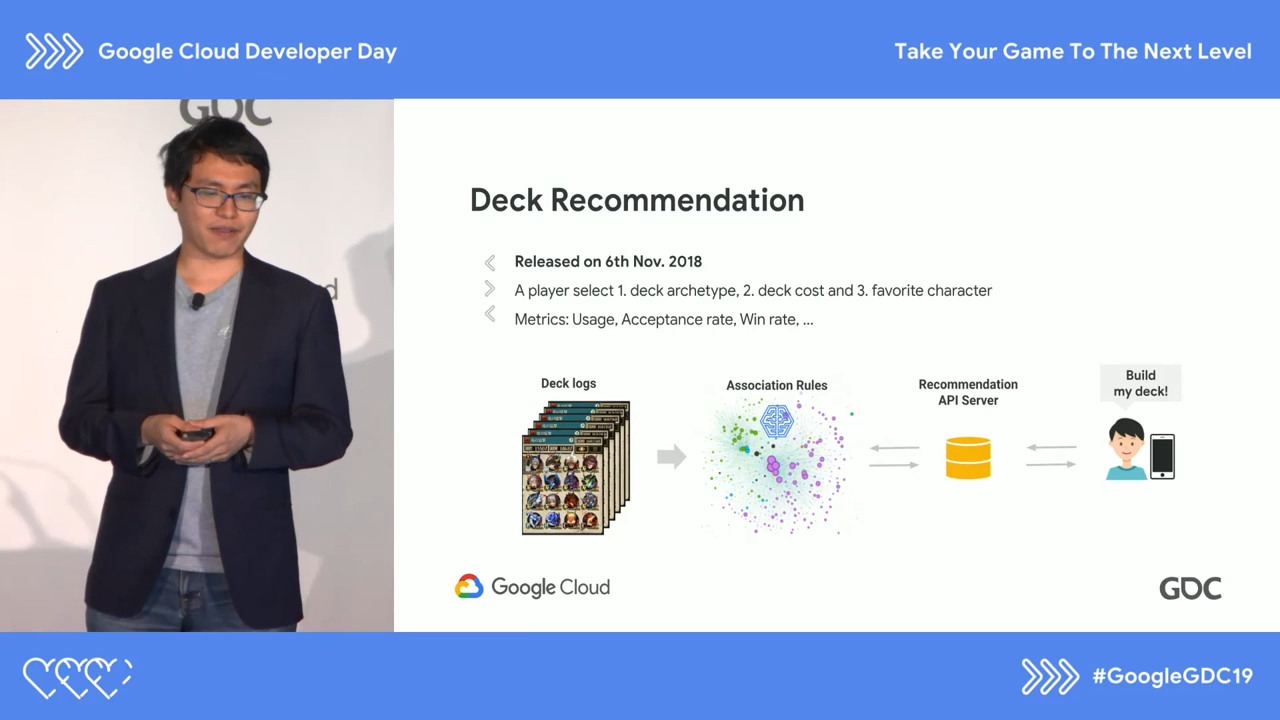 Google Cloud Developer Day
Take Your Game To The Next Level
GDC
d
Deck Recommendation
Released on 6th Nov. 2018
A player select 1. deck archetype, 2. deck cost and 3. favorite character
Metrics: Usage, Acceptance rate, Win rate, ...
Deck logs
Association Rules
Recommendation
API Server
Build
my deck!
Google Cloud
GDC
#GoogleGDC19